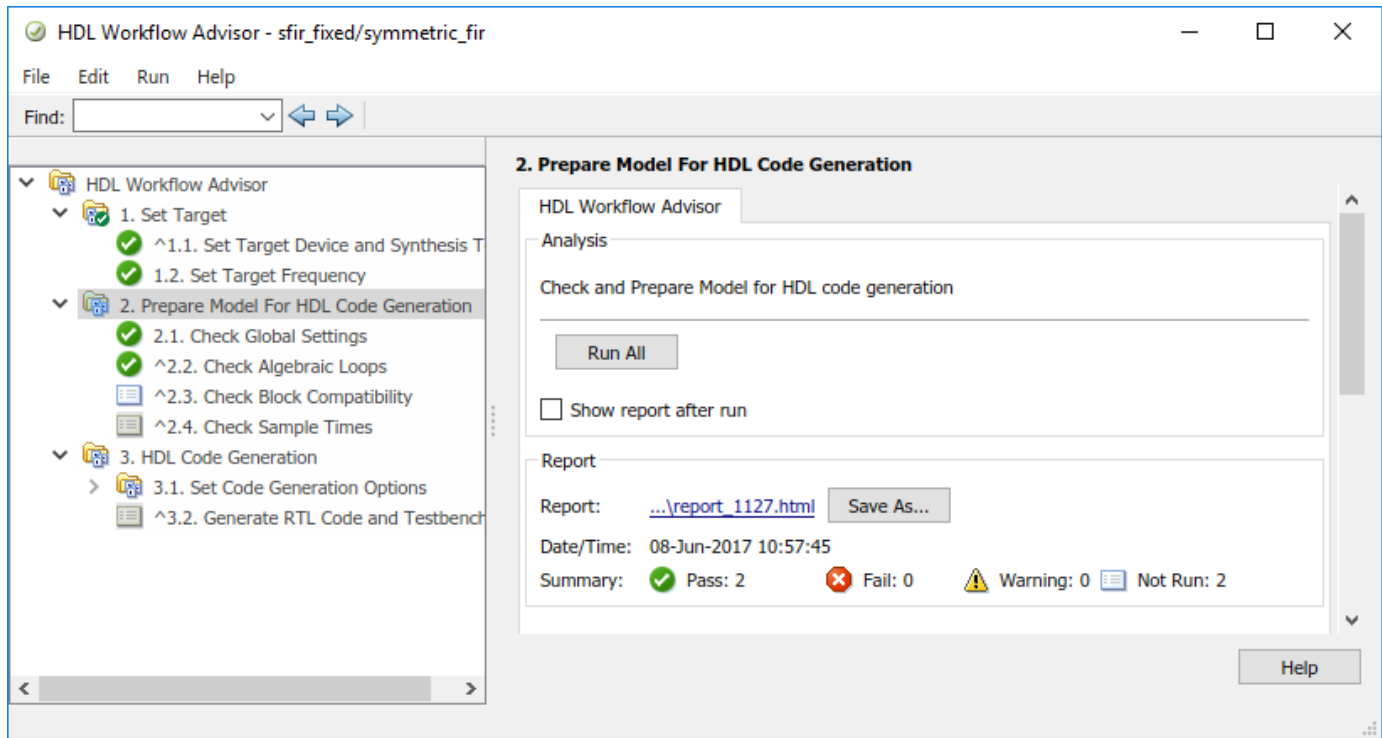 HDL Workflow Advisor - sfir_fixed/symmetric_fir
File Edit Run Help
Find:
HDL Workflow Advisor
1. Set Target
^1.1. Set Target Device and Synthesis T
1.2. Set Target Frequency
2. Prepare Model For HDL Code Generation
2.1. Check Global Settings
^2.2. Check Algebraic Loops
^2.3. Check Block Compatibility
^2.4. Check Sample Times
3. HDL Code Generation
3.1. Set Code Generation Options
^3.2. Generate RTL Code and Testbench
2. Prepare Model For HDL Code Generation
HDL Workflow Advisor
Analysis
Check and Prepare Model for HDL code generation
Run All
Show report after run
Report
Report: ...\report_1127.html Save As...
Date/Time: 08-Jun-2017 10:57:45
Summary: Pass: 2 Fail: 0 Warning: 0 Not Run: 2
Help